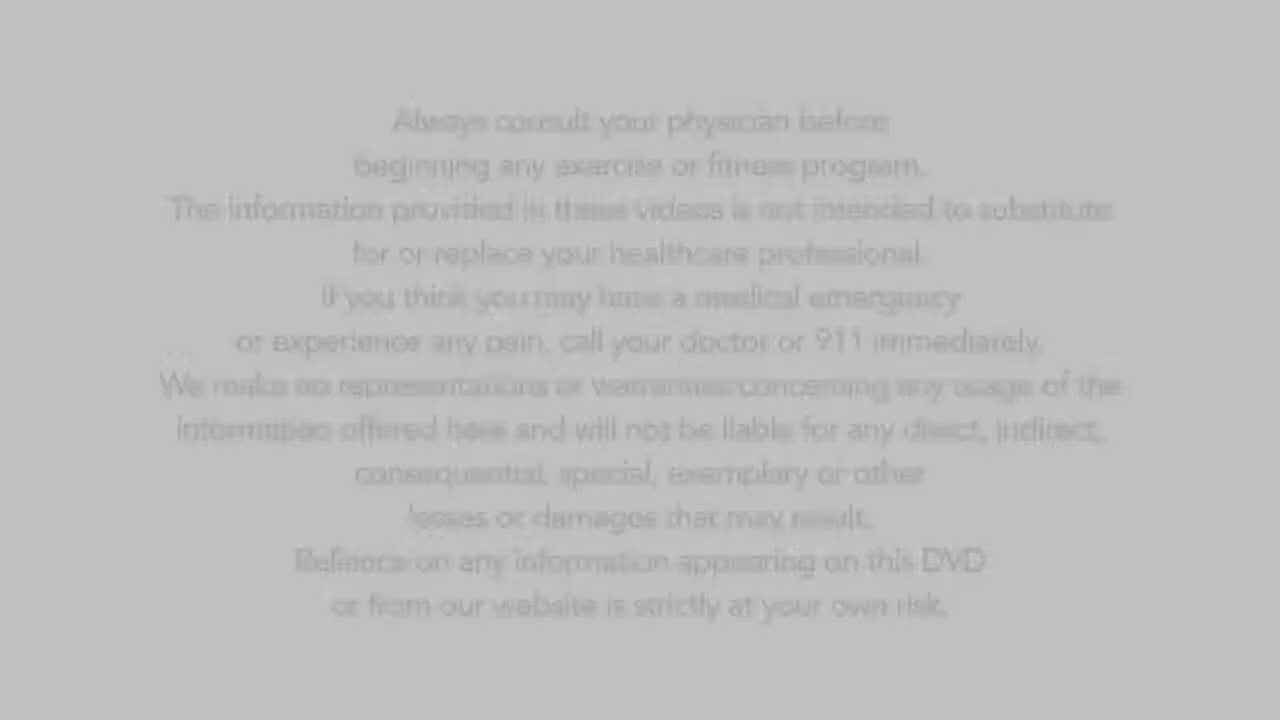 Always consult your physician before
beginning any exercise or fitness program.
The information provided in these videos is not intended to substitute
for or replace your healthcare professional.
If you think you may have a medical emergency
or experience any pain, call your doctor or 911 immediately.
We make no representations or warranties concerning any usage of the
information offered here and will not be liable for any direct, indirect,
consequential, special, exemplary or other
losses or damages that may result.
Reliance on any information appearing on this DVD
or from our website is strictly at your own risk.